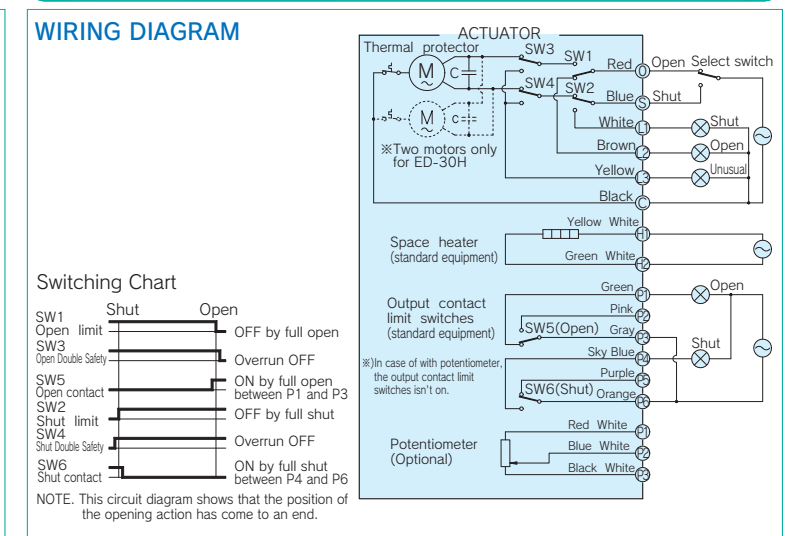 WIRING DIAGRAM
ACTUATOR
Thermal protector
SW3
SW1
Red O Open Select switch
M C
SW4
SW2
Blue S Shut
White L1 Shut
M C
Brown L2 Open
※Two motors only
for ED-30H
Yellow L3 Unusual
Black C
Yellow White H1
Space heater
(standard equipment)
Green White H2
Green P1 Open
Output contact
limit switches
(standard equipment)
Pink P2
SW5(Open) Gray P3
Sky Blue P4 Shut
※)In case of with potentiometer,
the output contact limit
switches isn't on.
Purple P5
SW6(Shut) Orange P6
Red White P1
Potentiometer
(Optional)
Blue White P2
Black White P3
Switching Chart
Shut Open
SW1
Open limit OFF by full open
SW3
Open Double Safety Overrun OFF
SW5
Open contact
ON by full open
between P1 and P3
SW2
Shut limit OFF by full shut
SW4
Shut Double Safety Overrun OFF
SW6
Shut contact
ON by full shut
between P4 and P6
NOTE. This circuit diagram shows that the position of
the opening action has come to an end.